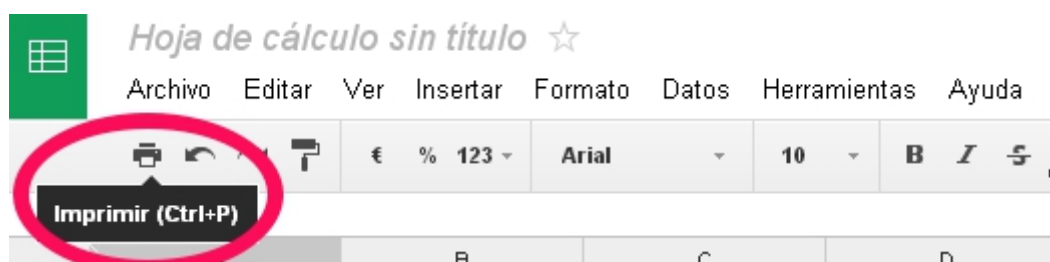 Hoja de cálculo sin título
Archivo Editar Ver Insertar Formato Datos Herramientas Ayuda
€ % 123 Arial 10 B I S
Imprimir (Ctrl+P)
B C D